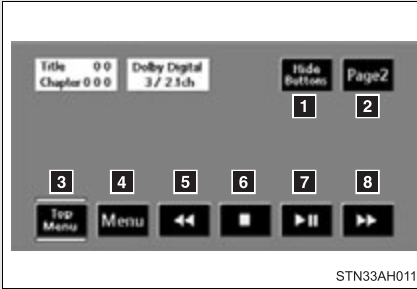 Title 0 0
Chapter 0 0 0
Dolby Digital
3 / 2.1ch
Hide
Buttons
Page2
1
2
3
4
5
6
7
8
Top
Menu
Menu
STN33AH011